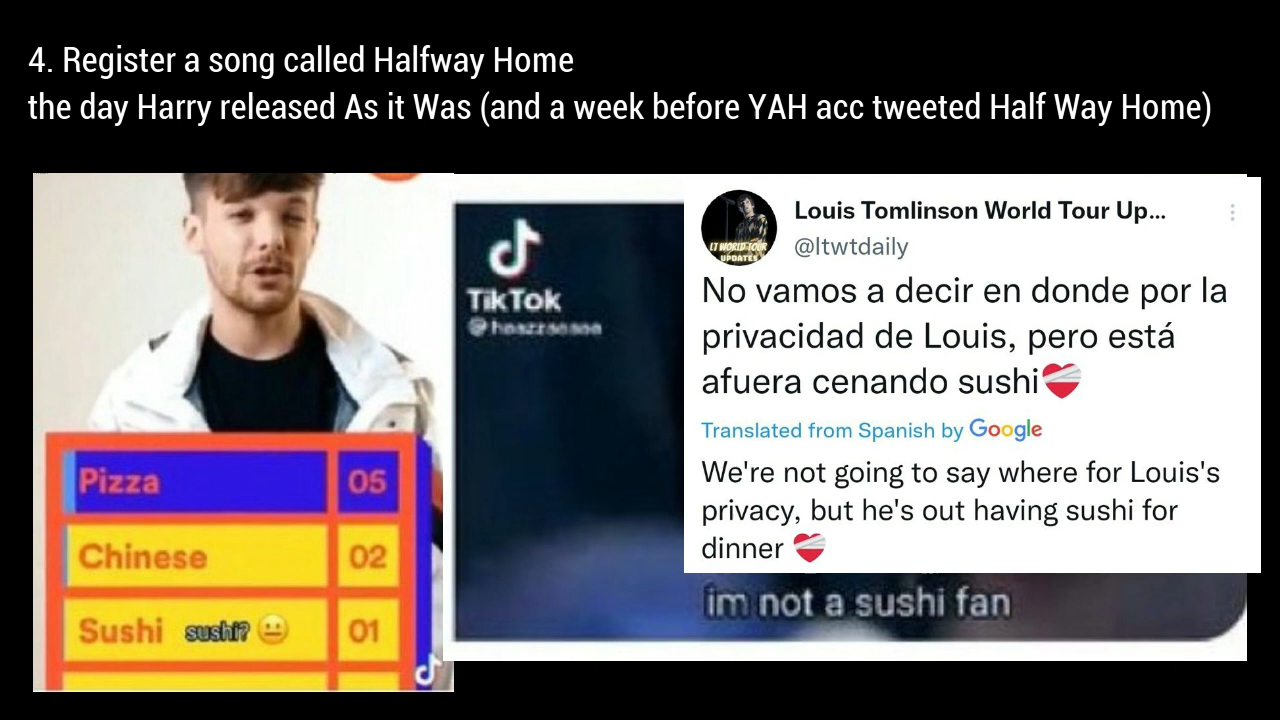 4. Register a song called Halfway Home
the day Harry released As it Was (and a week before YAH acc tweeted Half Way Home)
Pizza 05
Chinese 02
Sushi sushi? 😐 01
TikTok
im not a sushi fan
LT WORLD TOUR
UPDATES
Louis Tomlinson World Tour Up...
@ltwtdaily
No vamos a decir en donde por la
privacidad de Louis, pero está
afuera cenando sushi❤️‍🩹
Translated from Spanish by Google
We're not going to say where for Louis's
privacy, but he's out having sushi for
dinner ❤️‍🩹